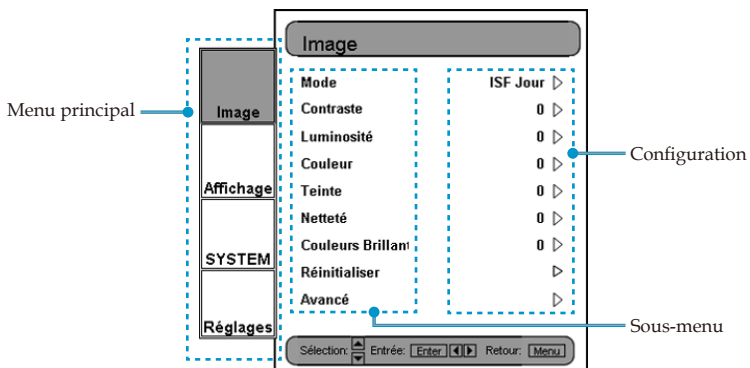 Image
Mode ISF Jour
Contraste 0
Luminosité 0
Couleur 0
Teinte 0
Netteté 0
Couleurs Brillant 0
Réinitialiser
Avancé
Sélection: Entrée: Enter Retour: Menu
Image
Affichage
SYSTEM
Réglages
Menu principal
Configuration
Sous-menu